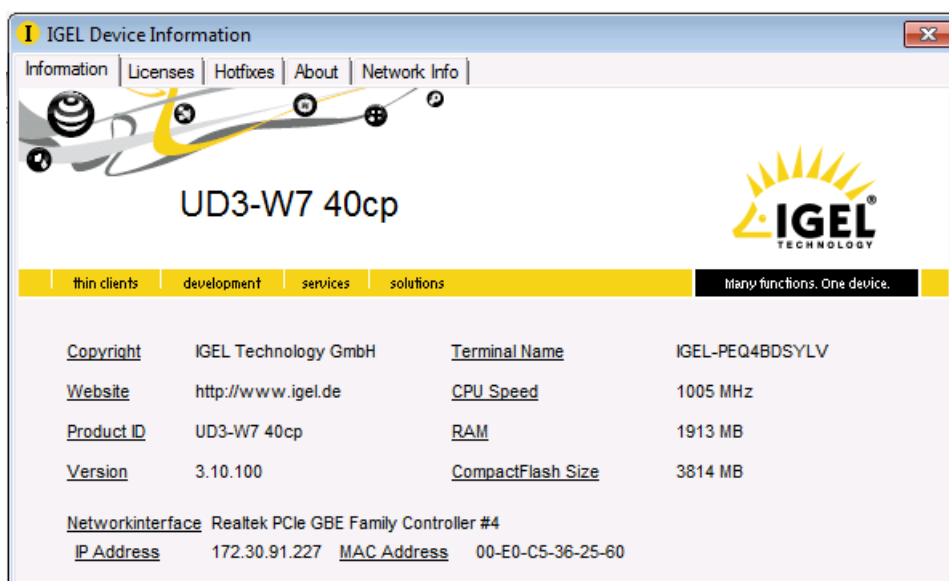 IGEL Device Information
Information Licenses Hotfixes About Network Info
UD3-W7 40cp
IGEL®
TECHNOLOGY
thin clients development services solutions Many functions. One device.
Copyright IGEL Technology GmbH Terminal Name IGEL-PEQ4BDSYLV
Website http://www.igel.de CPU Speed 1005 MHz
Product ID UD3-W7 40cp RAM 1913 MB
Version 3.10.100 CompactFlash Size 3814 MB
Networkinterface Realtek PCIe GBE Family Controller #4
IP Address 172.30.91.227 MAC Address 00-E0-C5-36-25-60